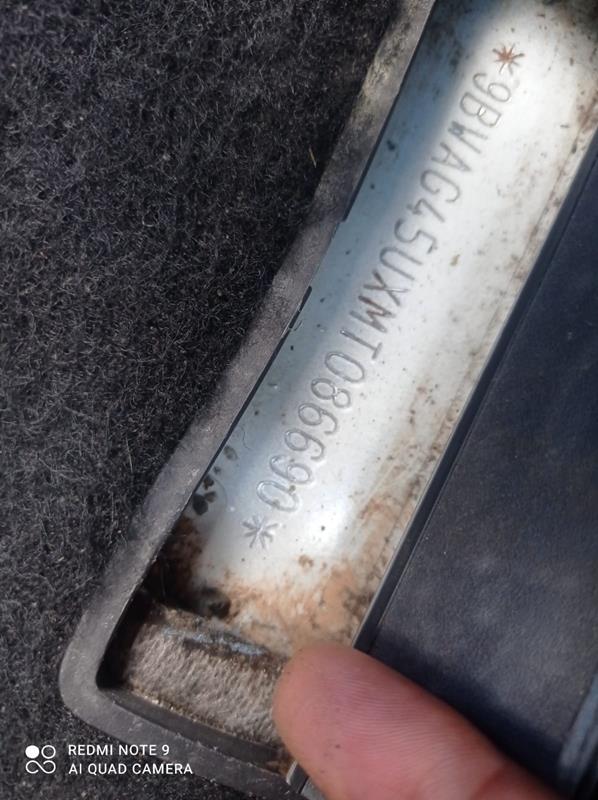 *9BWAG45UXMT086690*
REDMI NOTE 9
AI QUAD CAMERA